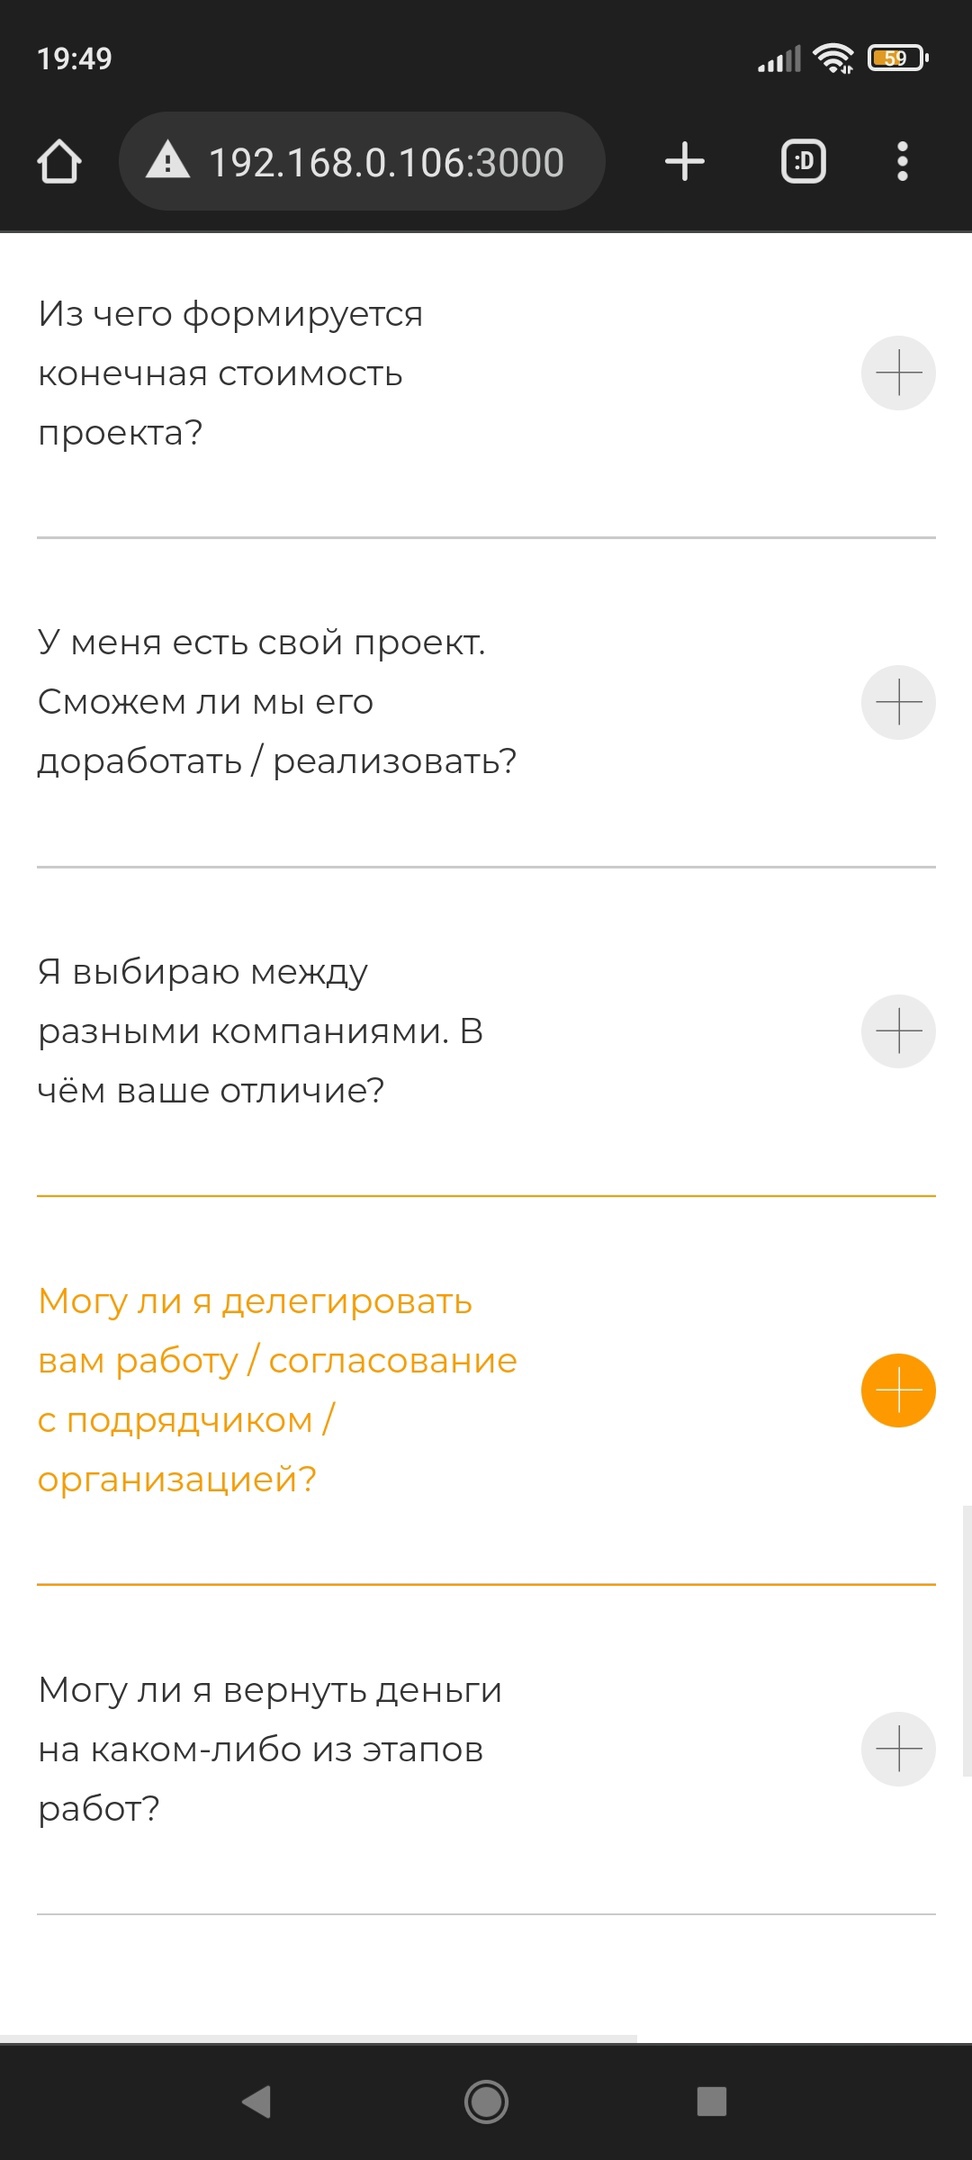 19:49
59
192.168.0.106:3000
:D
Из чего формируется
конечная стоимость
проекта?
У меня есть свой проект.
Сможем ли мы его
доработать / реализовать?
Я выбираю между
разными компаниями. В
чём ваше отличие?
Могу ли я делегировать
вам работу / согласование
с подрядчиком /
организацией?
Могу ли я вернуть деньги
на каком-либо из этапов
работ?